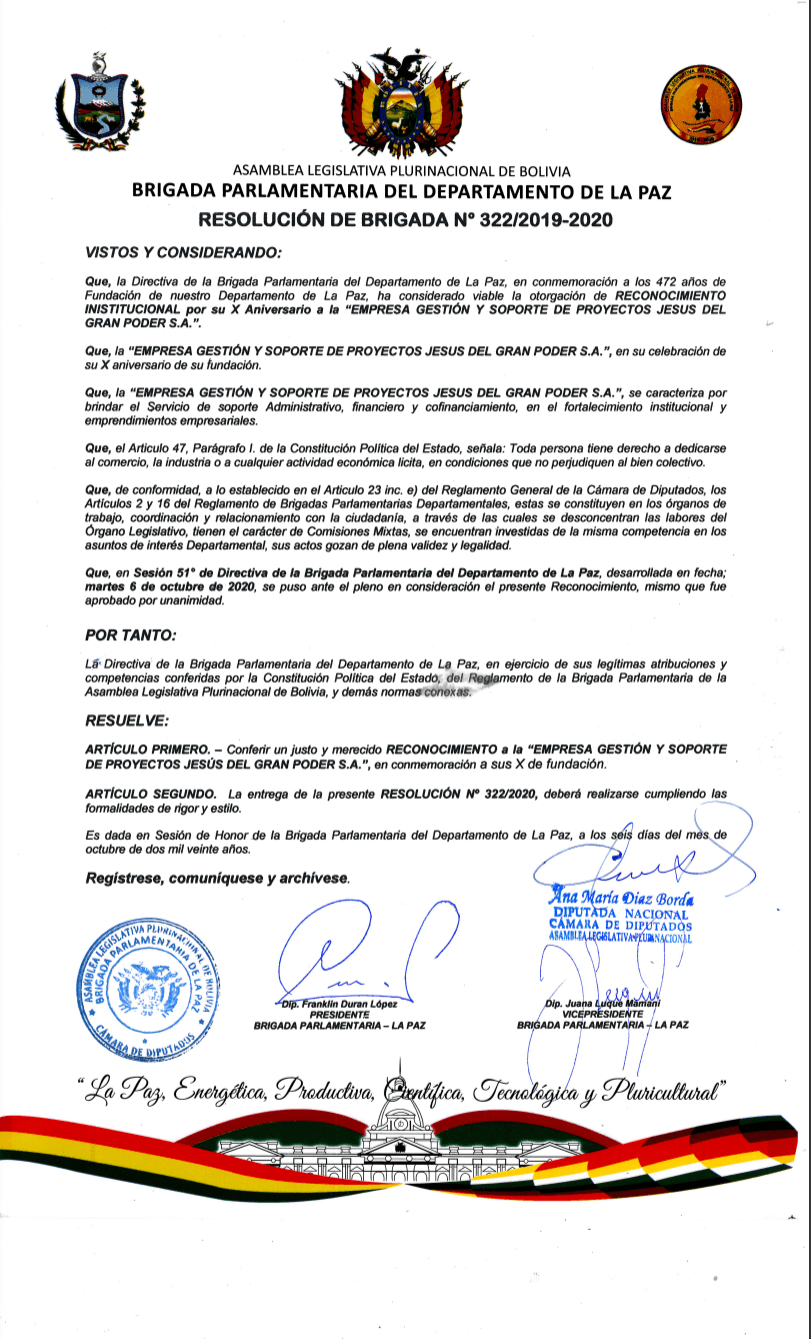 ASAMBLEA LEGISLATIVA PLURINACIONAL DE BOLIVIA
BRIGADA PARLAMENTARIA DEL DEPARTAMENTO DE LA PAZ
RESOLUCIÓN DE BRIGADA Nº 322/2019-2020
VISTOS Y CONSIDERANDO:
Que, la Directiva de la Brigada Parlamentaria del Departamento de La Paz, en conmemoración a los 472 años de
Fundación de nuestro Departamento de La Paz, ha considerado viable la otorgación de RECONOCIMIENTO
INISTITUCIONAL por su X Aniversario a la “EMPRESA GESTIÓN Y SOPORTE DE PROYECTOS JESUS DEL
GRAN PODER S.A.”.
Que, la “EMPRESA GESTIÓN Y SOPORTE DE PROYECTOS JESUS DEL GRAN PODER S.A.”, en su celebración de
su X aniversario de su fundación.
Que, la “EMPRESA GESTIÓN Y SOPORTE DE PROYECTOS JESUS DEL GRAN PODER S.A.”, se caracteriza por
brindar el Servicio de soporte Administrativo, financiero y cofinanciamiento, en el fortalecimiento institucional y
emprendimientos empresariales.
Que, el Articulo 47, Parágrafo I. de la Constitución Política del Estado, señala: Toda persona tiene derecho a dedicarse
al comercio, la industria o a cualquier actividad económica licita, en condiciones que no perjudiquen al bien colectivo.
Que, de conformidad, a lo establecido en el Articulo 23 inc. e) del Reglamento General de la Cámara de Diputados, los
Artículos 2 y 16 del Reglamento de Brigadas Parlamentarias Departamentales, estas se constituyen en los órganos de
trabajo, coordinación y relacionamiento con la ciudadanía, a través de las cuales se desconcentran las labores del
Órgano Legislativo, tienen el carácter de Comisiones Mixtas, se encuentran investidas de la misma competencia en los
asuntos de interés Departamental, sus actos gozan de plena validez y legalidad.
Que, en Sesión 51° de Directiva de la Brigada Parlamentaria del Departamento de La Paz, desarrollada en fecha;
martes 6 de octubre de 2020, se puso ante el pleno en consideración el presente Reconocimiento, mismo que fue
aprobado por unanimidad.
POR TANTO:
La Directiva de la Brigada Parlamentaria del Departamento de La Paz, en ejercicio de sus legítimas atribuciones y
competencias conferidas por la Constitución Política del Estado, del Reglamento de la Brigada Parlamentaria de la
Asamblea Legislativa Plurinacional de Bolivia, y demás normas conexas.
RESUELVE:
ARTÍCULO PRIMERO. – Conferir un justo y merecido RECONOCIMIENTO a la “EMPRESA GESTIÓN Y SOPORTE
DE PROYECTOS JESÚS DEL GRAN PODER S.A.”, en conmemoración a sus X de fundación.
ARTÍCULO SEGUNDO. La entrega de la presente RESOLUCIÓN Nº 322/2020, deberá realizarse cumpliendo las
formalidades de rigor y estilo.
Es dada en Sesión de Honor de la Brigada Parlamentaria del Departamento de La Paz, a los seis días del mes de
octubre de dos mil veinte años.
Regístrese, comuníquese y archívese.
Ana María Diaz Borda
DIPUTADA NACIONAL
CÁMARA DE DIPUTADOS
ASAMBLEA LEGISLATIVA PLURINACIONAL
ASAMBLEA LEGISLATIVA PLURINACIONAL DE BOLIVIA
BRIGADA PARLAMENTARIA DE LA PAZ
CÁMARA DE DIPUTADOS
Dip. Franklin Duran López
PRESIDENTE
BRIGADA PARLAMENTARIA – LA PAZ
Dip. Juana Luque Mamani
VICEPRESIDENTE
BRIGADA PARLAMENTARIA – LA PAZ
“La Paz, Energética, Productiva, Científica, Tecnológica y Pluricultural”